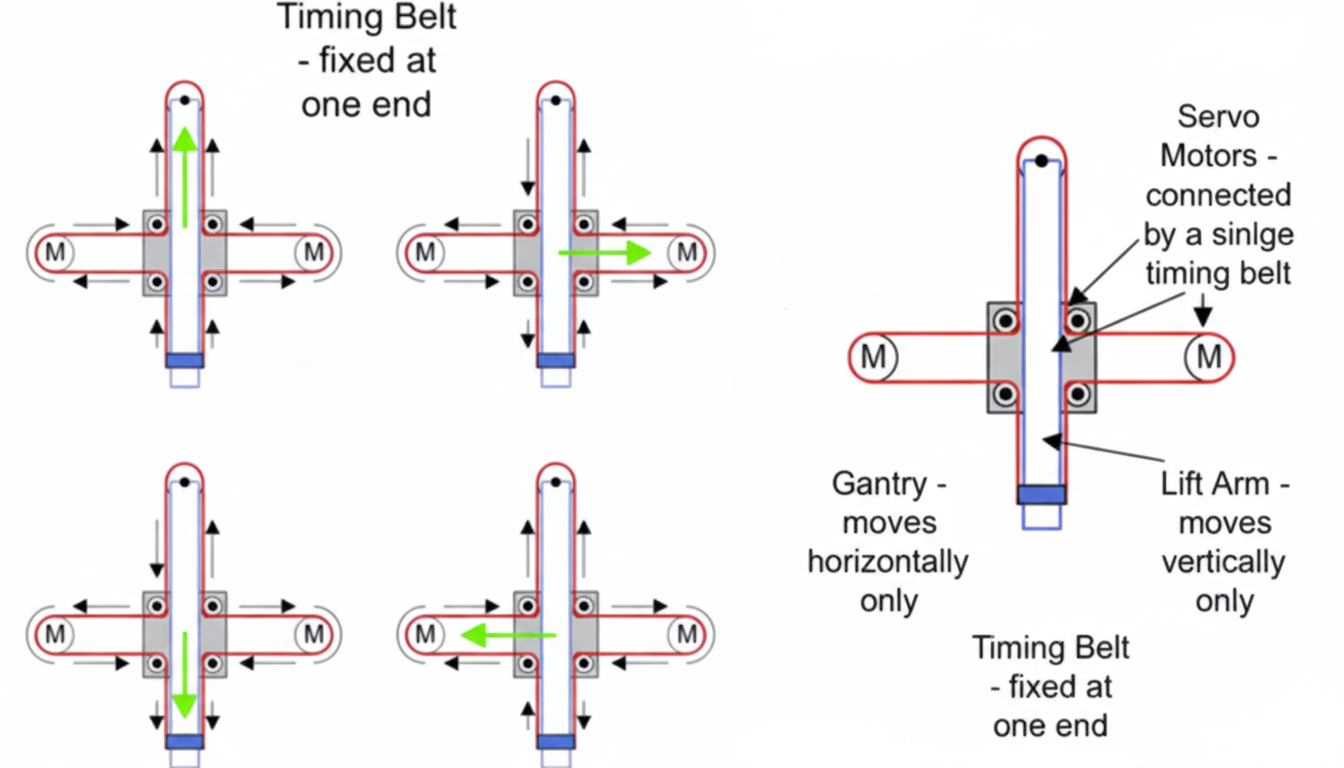 Timing Belt
- fixed at
one end
M
M
M
M
M
M
M
M
Servo
Motors -
connected
by a sinlge
timing belt
M
M
Gantry -
moves
horizontally
only
Lift Arm -
moves
vertically
only
Timing Belt
- fixed at
one end